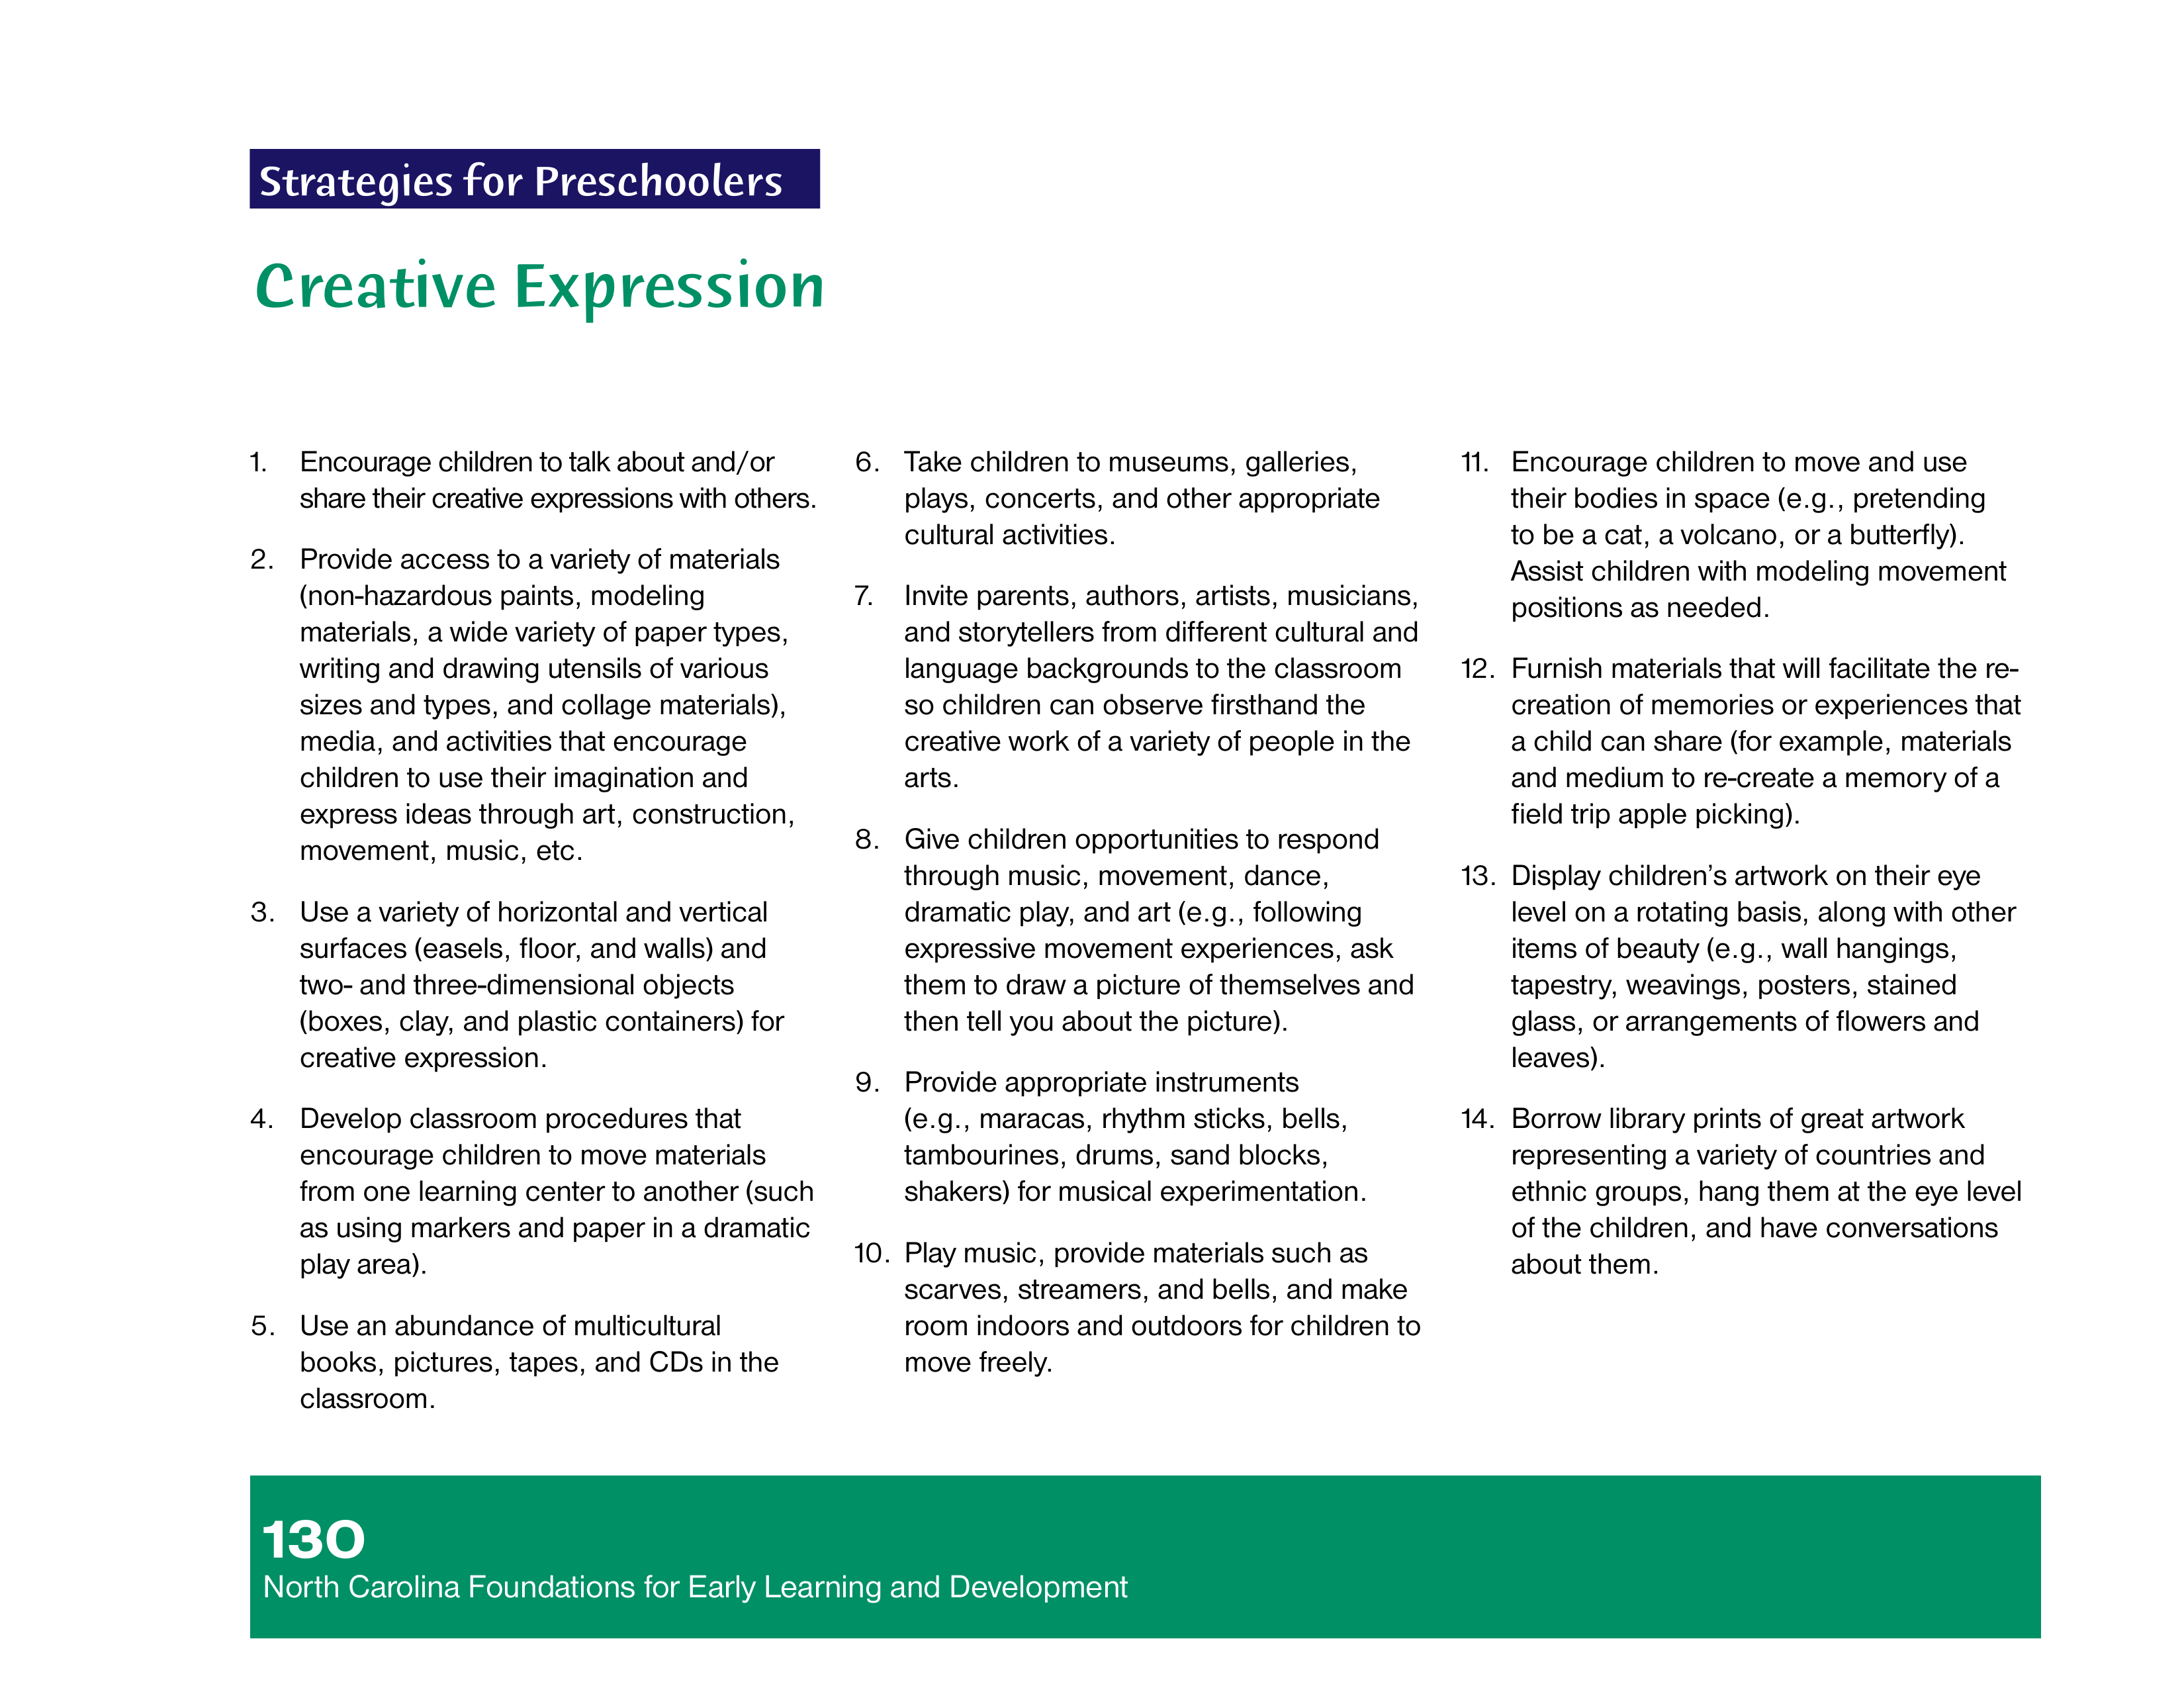 Strategies for Preschoolers
Creative Expression
1. Encourage children to talk about and/or
share their creative expressions with others.
2. Provide access to a variety of materials
(non-hazardous paints, modeling
materials, a wide variety of paper types,
writing and drawing utensils of various
sizes and types, and collage materials),
media, and activities that encourage
children to use their imagination and
express ideas through art, construction,
movement, music, etc.
3. Use a variety of horizontal and vertical
surfaces (easels, floor, and walls) and
two- and three-dimensional objects
(boxes, clay, and plastic containers) for
creative expression.
4. Develop classroom procedures that
encourage children to move materials
from one learning center to another (such
as using markers and paper in a dramatic
play area).
5. Use an abundance of multicultural
books, pictures, tapes, and CDs in the
classroom.
6. Take children to museums, galleries,
plays, concerts, and other appropriate
cultural activities.
7. Invite parents, authors, artists, musicians,
and storytellers from different cultural and
language backgrounds to the classroom
so children can observe firsthand the
creative work of a variety of people in the
arts.
8. Give children opportunities to respond
through music, movement, dance,
dramatic play, and art (e.g., following
expressive movement experiences, ask
them to draw a picture of themselves and
then tell you about the picture).
9. Provide appropriate instruments
(e.g., maracas, rhythm sticks, bells,
tambourines, drums, sand blocks,
shakers) for musical experimentation.
10. Play music, provide materials such as
scarves, streamers, and bells, and make
room indoors and outdoors for children to
move freely.
11. Encourage children to move and use
their bodies in space (e.g., pretending
to be a cat, a volcano, or a butterfly).
Assist children with modeling movement
positions as needed.
12. Furnish materials that will facilitate the re-
creation of memories or experiences that
a child can share (for example, materials
and medium to re-create a memory of a
field trip apple picking).
13. Display children’s artwork on their eye
level on a rotating basis, along with other
items of beauty (e.g., wall hangings,
tapestry, weavings, posters, stained
glass, or arrangements of flowers and
leaves).
14. Borrow library prints of great artwork
representing a variety of countries and
ethnic groups, hang them at the eye level
of the children, and have conversations
about them.
130
North Carolina Foundations for Early Learning and Development